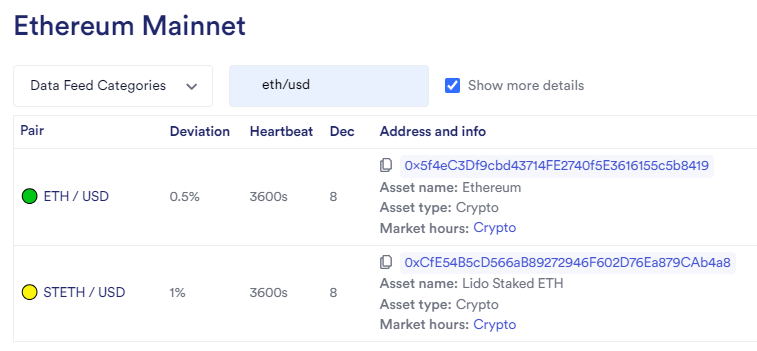 Ethereum Mainnet
Data Feed Categories eth/usd Show more details
Pair Deviation Heartbeat Dec Address and info
0x5f4eC3Df9cbd43714FE2740f5E3616155c5b8419
Asset name: Ethereum
ETH / USD 0.5% 3600s 8
Asset type: Crypto
Market hours: Crypto
0xCfE54B5cD566aB89272946F602D76Ea879CAb4a8
Asset name: Lido Staked ETH
STETH / USD 1% 3600s 8
Asset type: Crypto
Market hours: Crypto